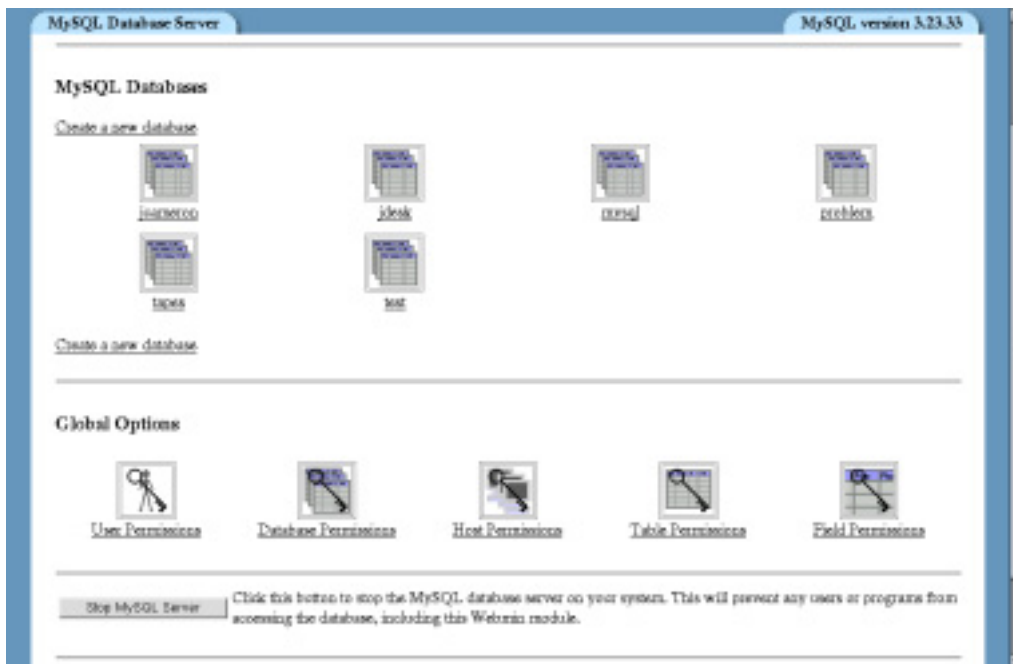 MySQL Database Server
MySQL version 3.23.33
MySQL Databases
Create a new database
jcameron
jdesk
mysql
problem
tapes
test
Create a new database
Global Options
User Permissions
Database Permissions
Host Permissions
Table Permissions
Field Permissions
Stop MySQL Server
Click this button to stop the MySQL database server on your system. This will prevent any users or programs from
accessing the database, including this Webmin module.